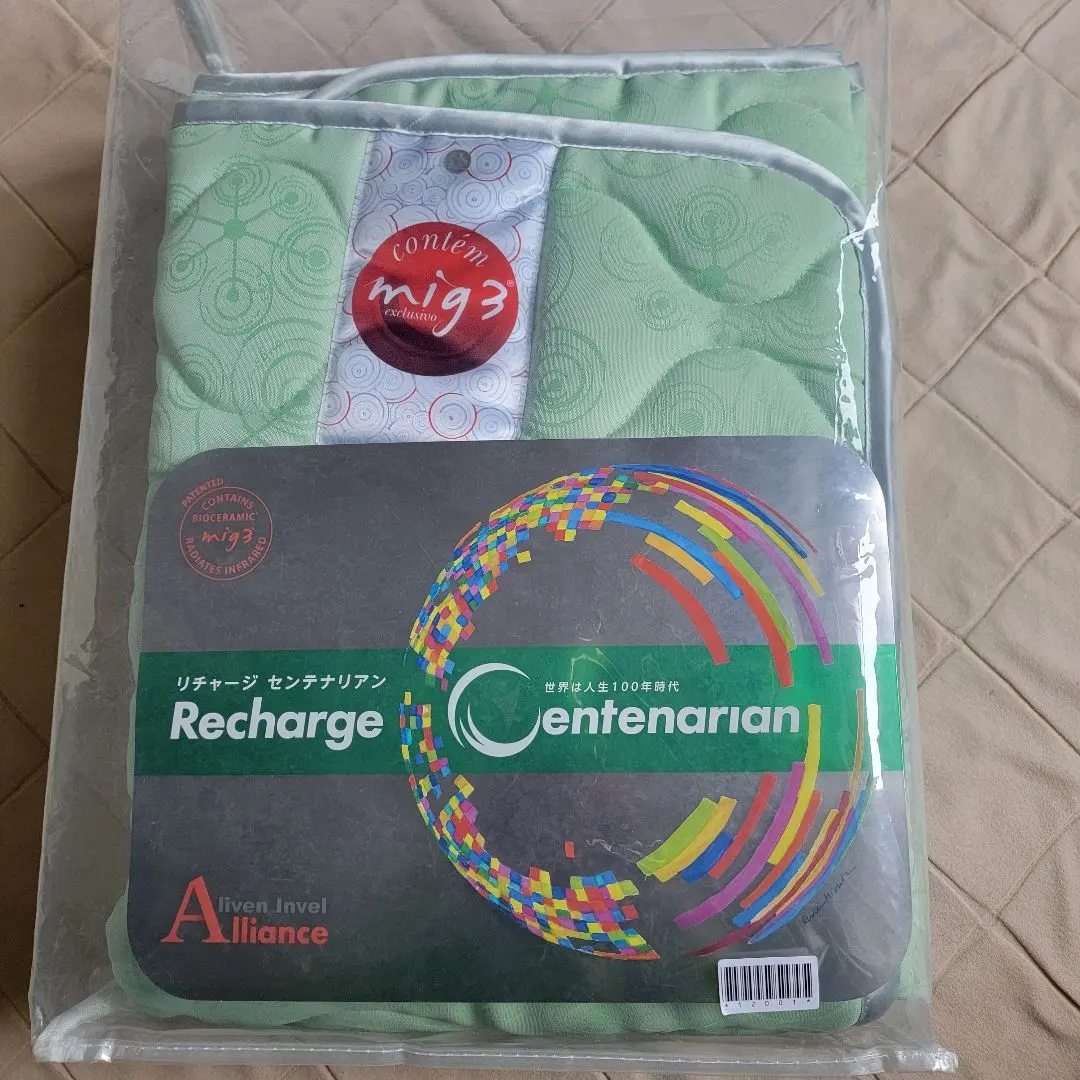 contém
mig3®
exclusivo
PATENTED
CONTAINS
BIOCERAMIC
mig3
RADIATES INFRARED
リチャージ センテナリアン
Recharge
世界は人生100年時代
Centenarian
Aliven Invel
Alliance
*12001*